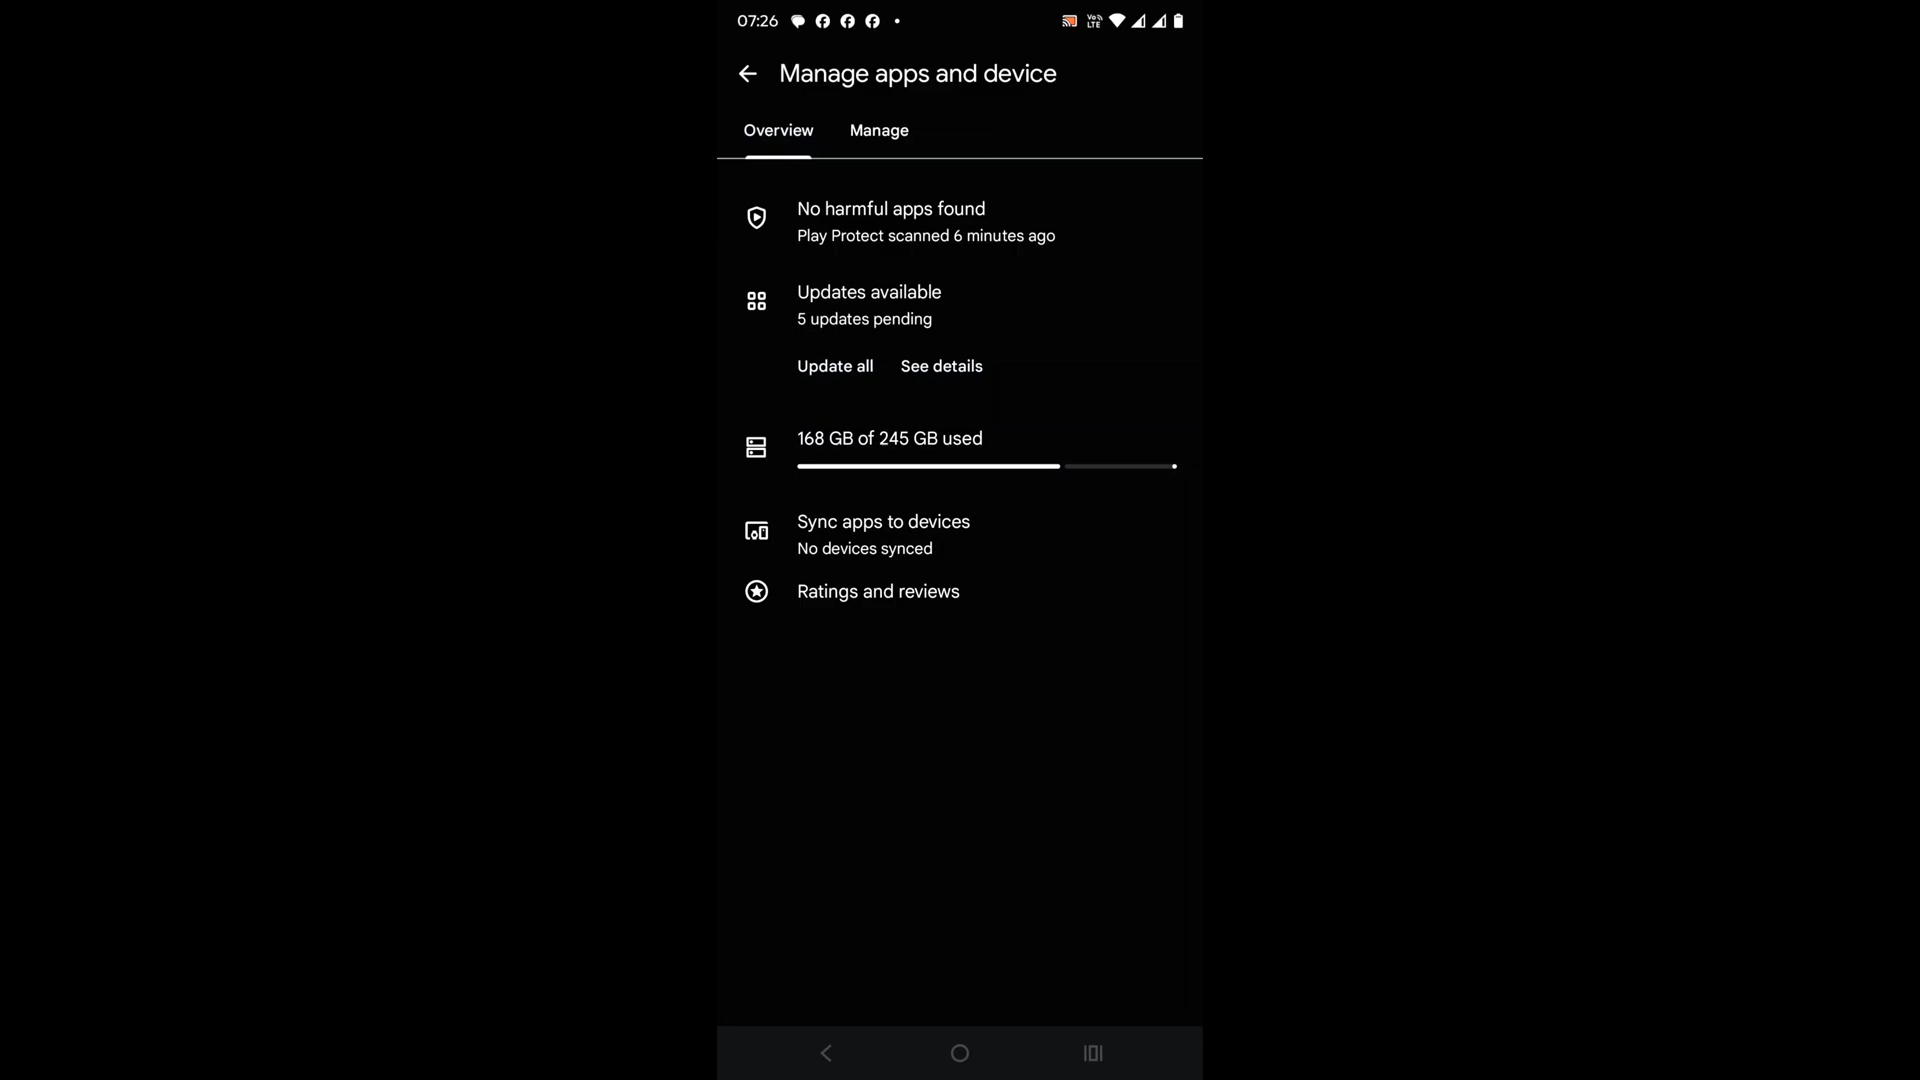 07:26
Vo LTE
Manage apps and device
Overview Manage
No harmful apps found
Play Protect scanned 6 minutes ago
Updates available
5 updates pending
Update all See details
168 GB of 245 GB used
Sync apps to devices
No devices synced
Ratings and reviews